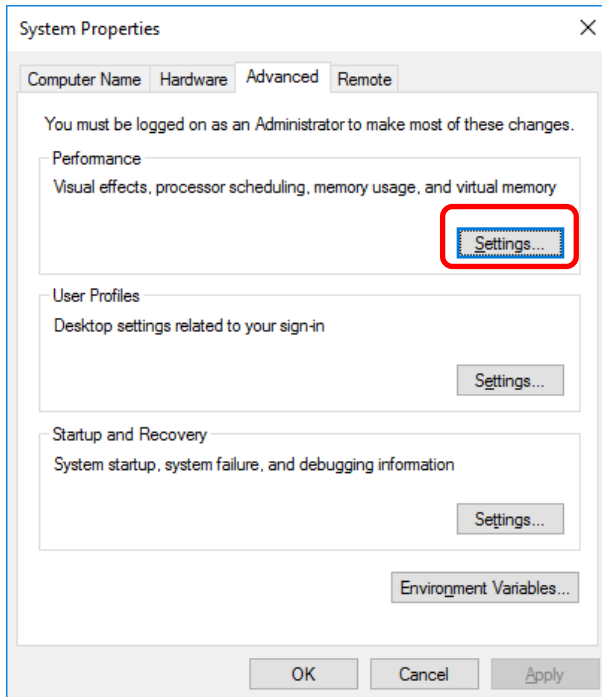 System Properties
Computer Name Hardware Advanced Remote
You must be logged on as an Administrator to make most of these changes.
Performance
Visual effects, processor scheduling, memory usage, and virtual memory
Settings...
User Profiles
Desktop settings related to your sign-in
Settings...
Startup and Recovery
System startup, system failure, and debugging information
Settings...
Environment Variables...
OK Cancel Apply